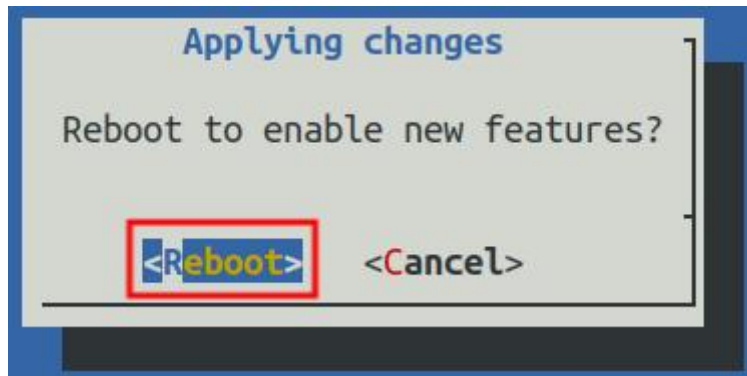 Applying changes
Reboot to enable new features?
<Reboot> <Cancel>